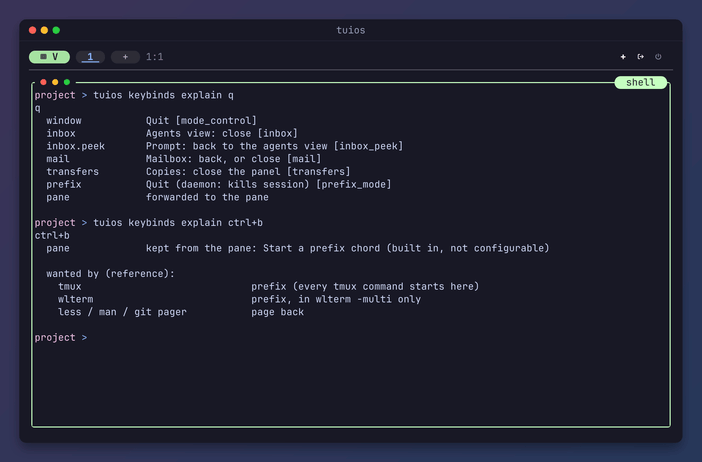 tuios
V 1 + 1:1
shell
project > tuios keybinds explain q
q
window Quit [mode_control]
inbox Agents view: close [inbox]
inbox.peek Prompt: back to the agents view [inbox_peek]
mail Mailbox: back, or close [mail]
transfers Copies: close the panel [transfers]
prefix Quit (daemon: kills session) [prefix_mode]
pane forwarded to the pane
project > tuios keybinds explain ctrl+b
ctrl+b
pane kept from the pane: Start a prefix chord (built in, not configurable)
wanted by (reference):
tmux prefix (every tmux command starts here)
wlterm prefix, in wlterm -multi only
less / man / git pager page back
project >